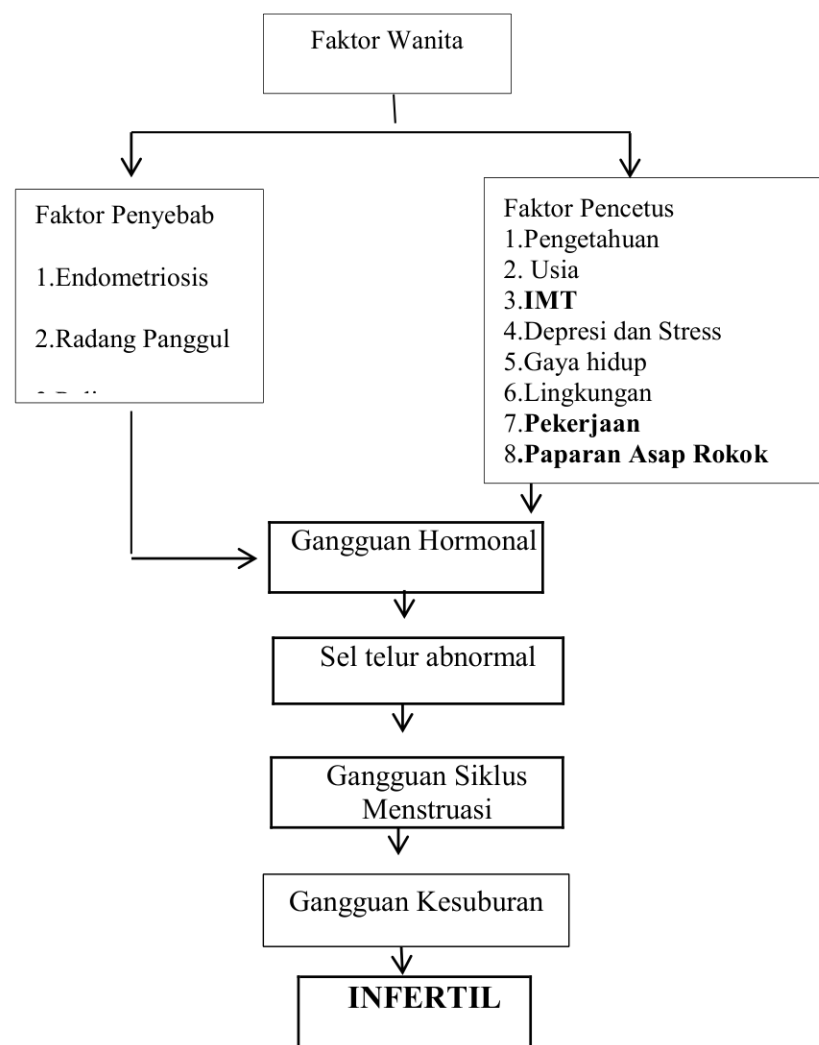 Faktor Wanita
Faktor Penyebab
1.Endometriosis
2.Radang Panggul
Faktor Pencetus
1.Pengetahuan
2. Usia
3.IMT
4.Depresi dan Stress
5.Gaya hidup
6.Lingkungan
7.Pekerjaan
8.Paparan Asap Rokok
Gangguan Hormonal
Sel telur abnormal
Gangguan Siklus
Menstruasi
Gangguan Kesuburan
INFERTIL